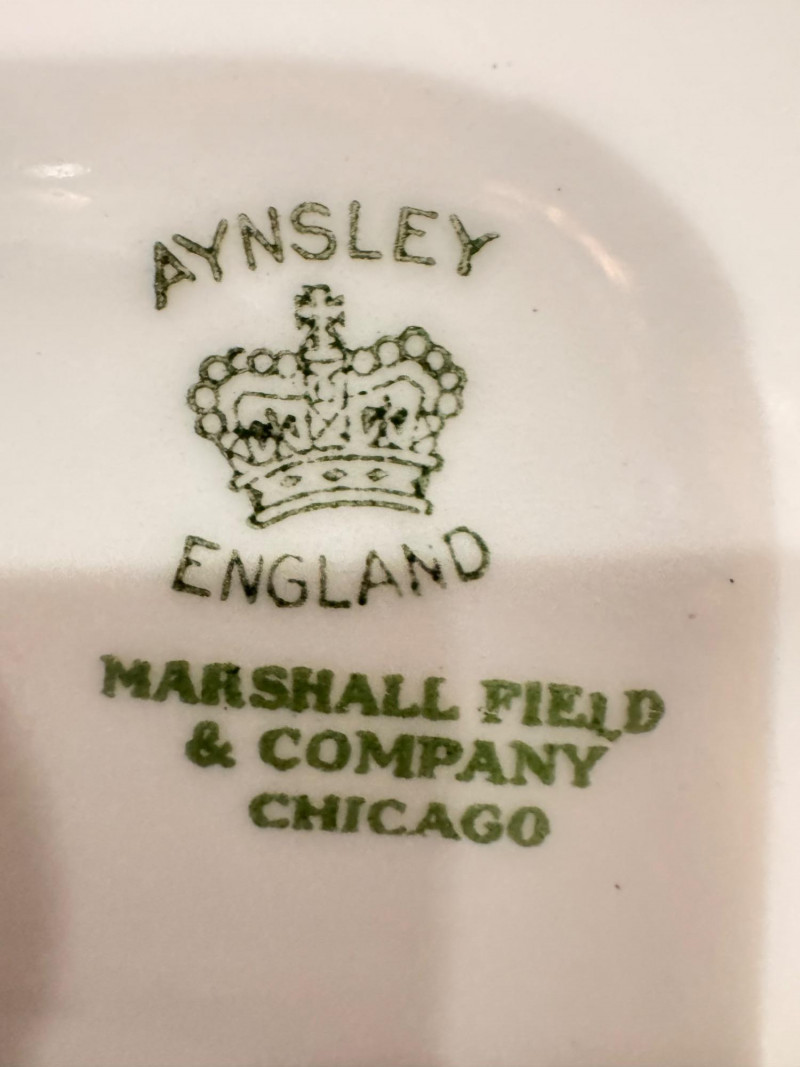 AYNSLEY
ENGLAND
MARSHALL FIELD
& COMPANY
CHICAGO